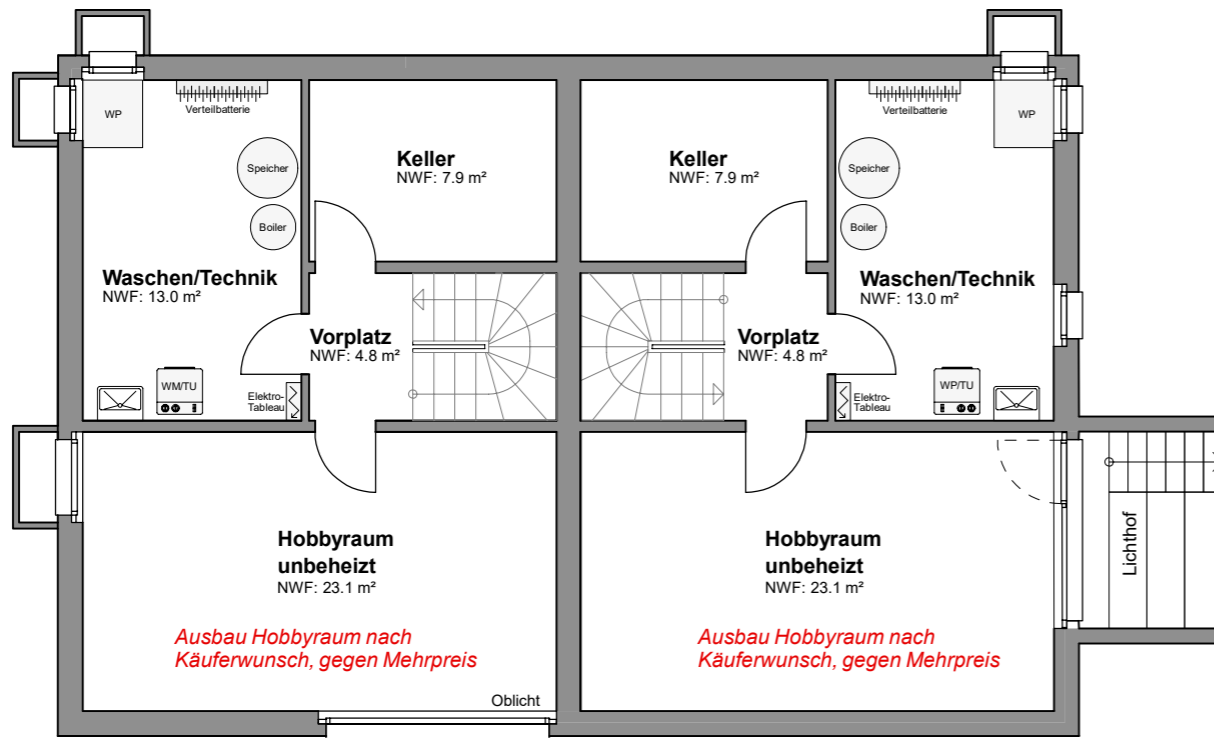 WP
Verteilbatterie
Speicher
Boiler
Waschen/Technik
NWF: 13.0 m²
WM/TU
Elektro-
Tableau
Keller
NWF: 7.9 m²
Vorplatz
NWF: 4.8 m²
Hobbyraum
unbeheizt
NWF: 23.1 m²
Ausbau Hobbyraum nach
Käuferwunsch, gegen Mehrpreis
Oblicht
Keller
NWF: 7.9 m²
Verteilbatterie
WP
Speicher
Boiler
Waschen/Technik
NWF: 13.0 m²
Vorplatz
NWF: 4.8 m²
Elektro-
Tableau
WP/TU
Hobbyraum
unbeheizt
NWF: 23.1 m²
Ausbau Hobbyraum nach
Käuferwunsch, gegen Mehrpreis
Lichthof